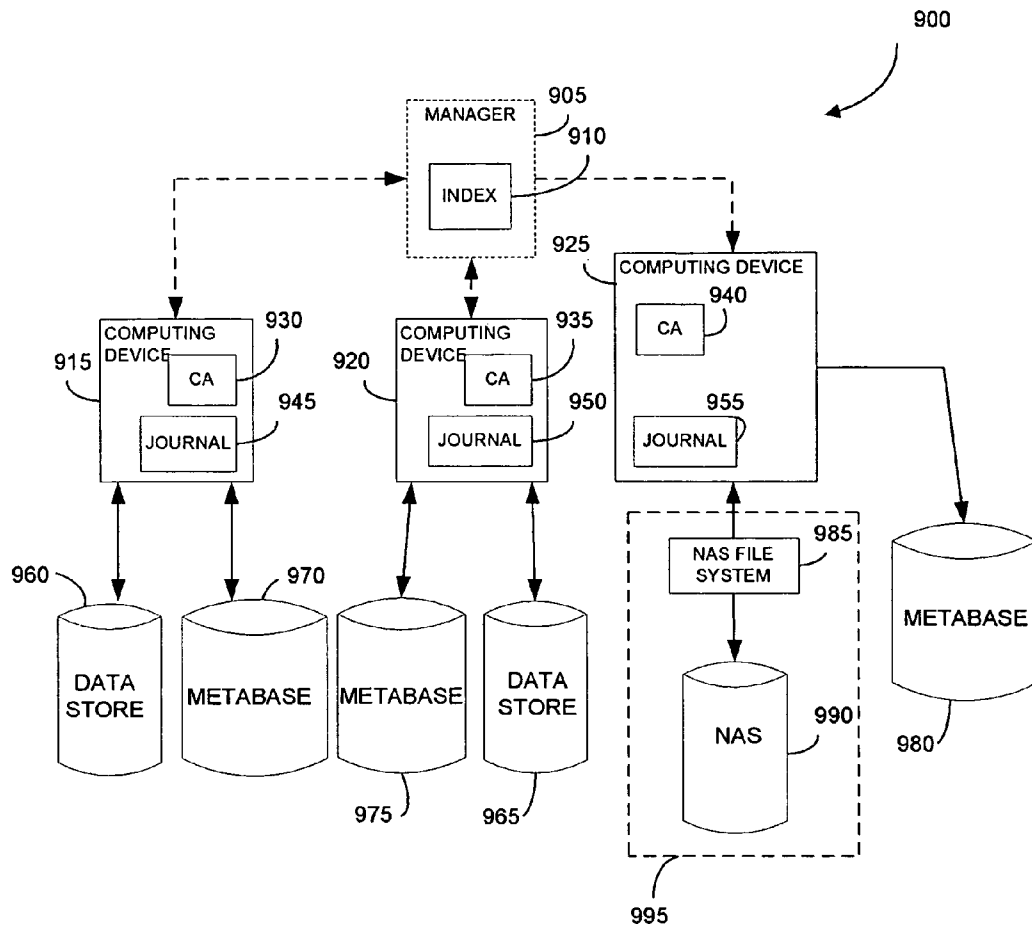 900
905
MANAGER
910
INDEX
925
COMPUTING DEVICE
940
CA
955
JOURNAL
COMPUTING
DEVICE
930
915
CA
945
JOURNAL
COMPUTING
DEVICE
935
920
CA
950
JOURNAL
960
DATA
STORE
970
METABASE
METABASE
975
DATA
STORE
965
985
NAS FILE
SYSTEM
NAS
990
995
METABASE
980